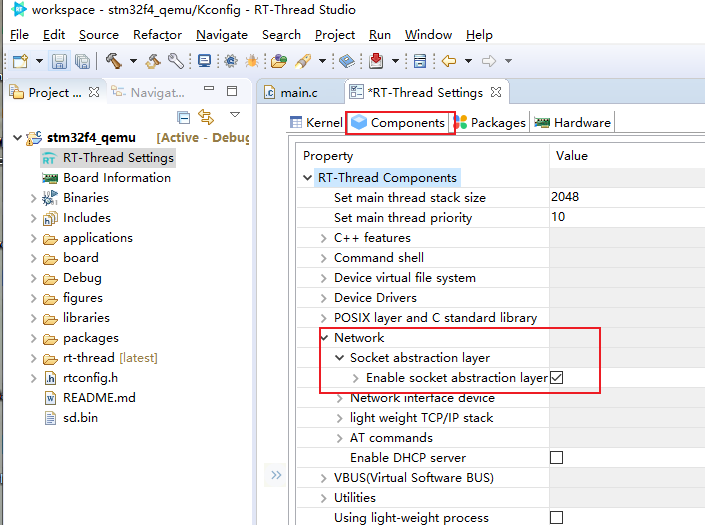 workspace - stm32f4_qemu/Kconfig - RT-Thread Studio
File Edit Source Refactor Navigate Search Project Run Window Help
Project ... Navigat...
main.c *RT-Thread Settings
Kernel Components Packages Hardware
stm32f4_qemu [Active - Debug
RT-Thread Settings
Board Information
Binaries
Includes
applications
board
Debug
figures
libraries
packages
rt-thread [latest]
rtconfig.h
README.md
sd.bin
Property Value
RT-Thread Components
Set main thread stack size 2048
Set main thread priority 10
C++ features
Command shell
Device virtual file system
Device Drivers
POSIX layer and C standard library
Network
Socket abstraction layer
Enable socket abstraction layer
Network interface device
light weight TCP/IP stack
AT commands
Enable DHCP server
VBUS(Virtual Software BUS)
Utilities
Using light-weight process